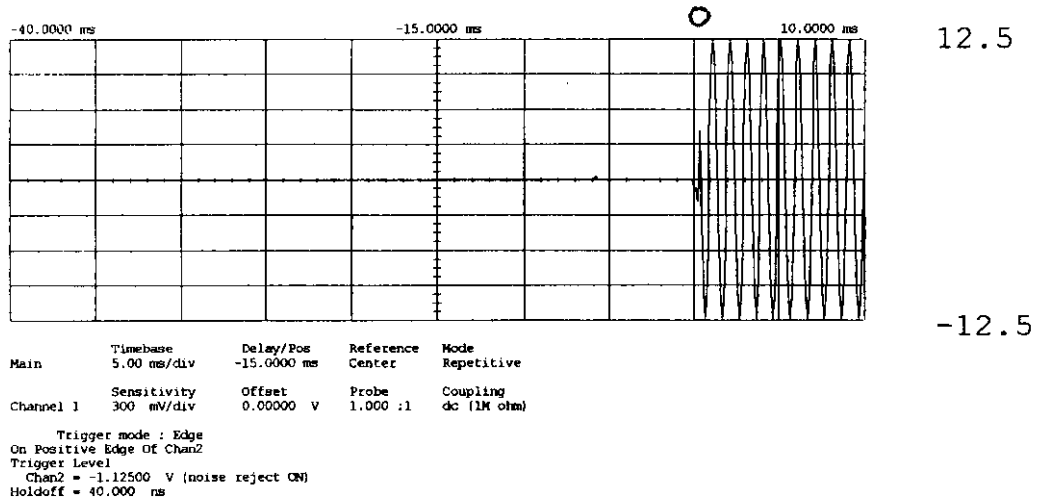 -40.0000 ms -15.0000 ms 10.0000 ms
12.5
-12.5
Timebase Delay/Pos Reference Mode
Main 5.00 ms/div -15.0000 ms Center Repetitive
Sensitivity Offset Probe Coupling
Channel 1 300 mV/div 0.00000 V 1.000 :1 dc (1M ohm)
Trigger mode : Edge
On Positive Edge Of Chan2
Trigger Level
Chan2 = -1.12500 V (noise reject ON)
Holdoff = 40.000 ns